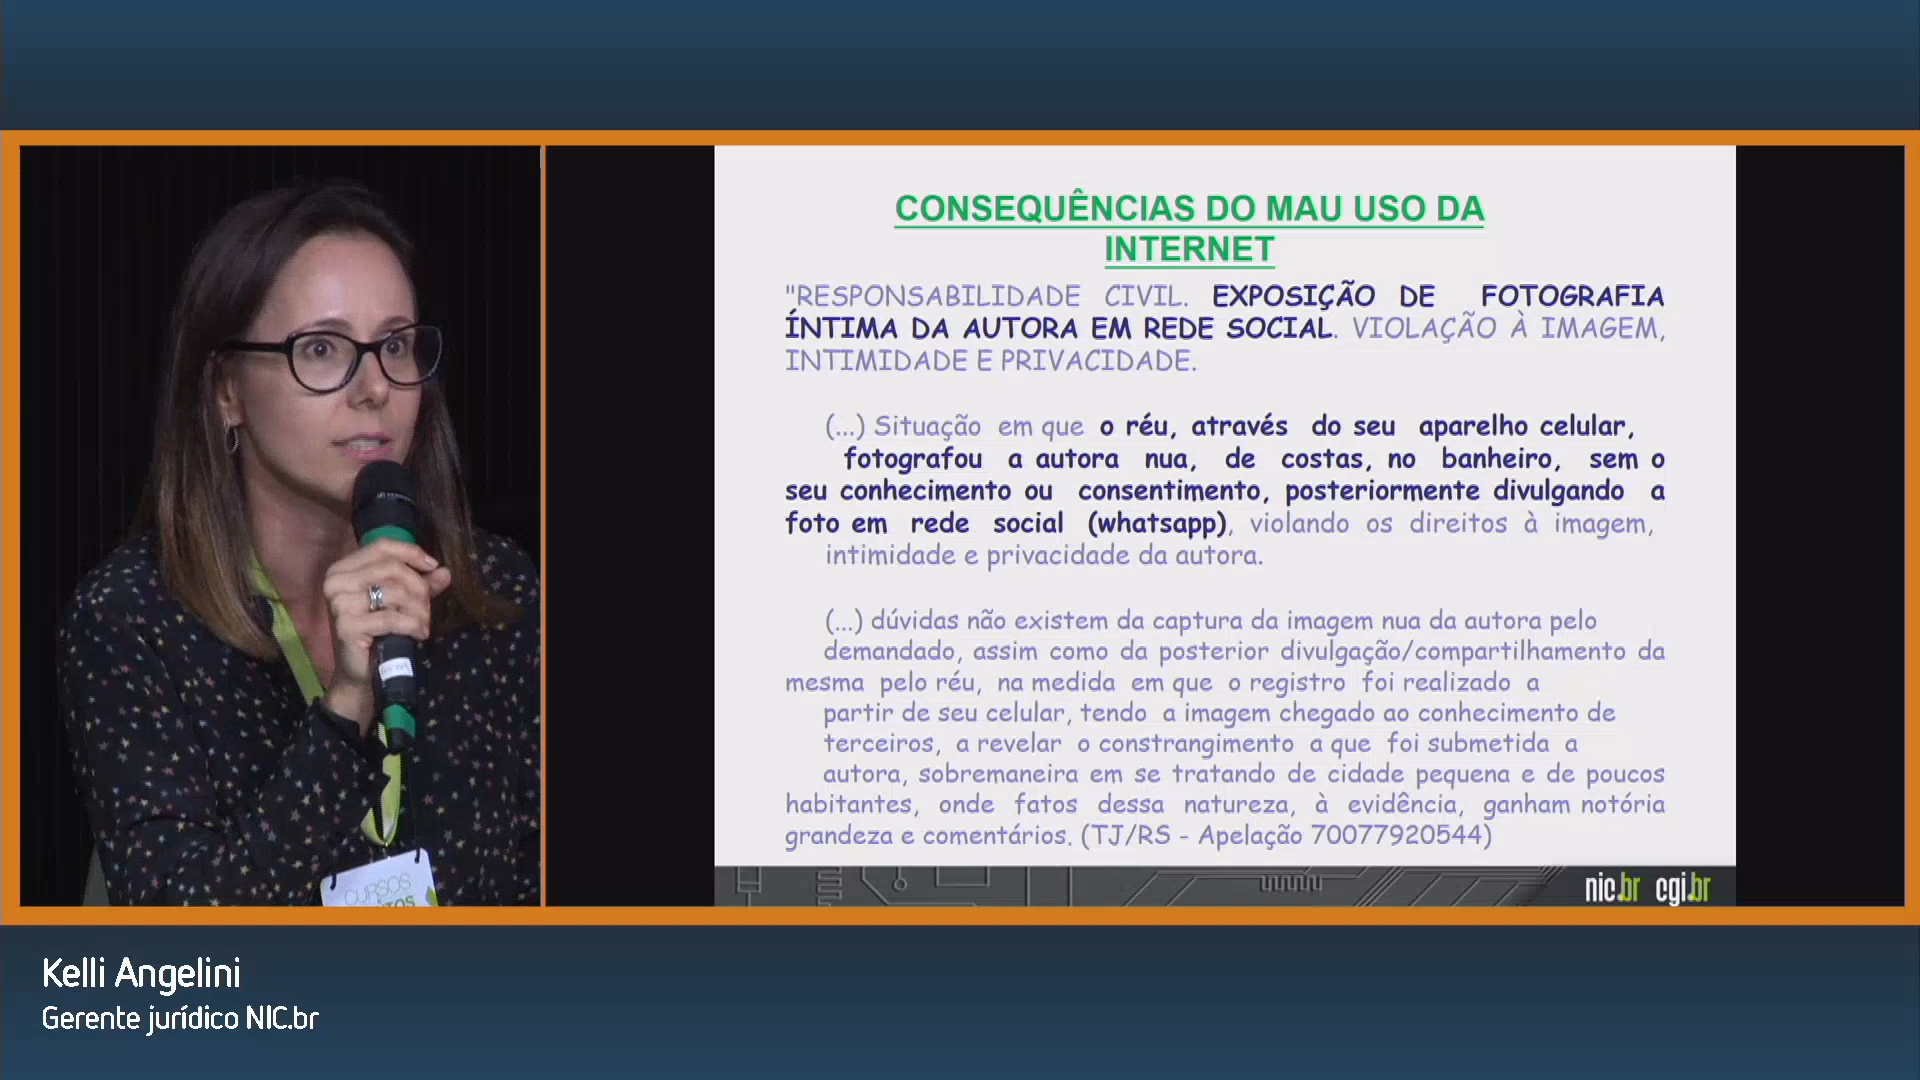 CONSEQUÊNCIAS DO MAU USO DA
INTERNET
"RESPONSABILIDADE CIVIL. EXPOSIÇÃO DE FOTOGRAFIA
ÍNTIMA DA AUTORA EM REDE SOCIAL. VIOLAÇÃO À IMAGEM,
INTIMIDADE E PRIVACIDADE.
(...) Situação em que o réu, através do seu aparelho celular,
fotografou a autora nua, de costas, no banheiro, sem o
seu conhecimento ou consentimento, posteriormente divulgando a
foto em rede social (whatsapp), violando os direitos à imagem,
intimidade e privacidade da autora.
(...) dúvidas não existem da captura da imagem nua da autora pelo
demandado, assim como da posterior divulgação/compartilhamento da
mesma pelo réu, na medida em que o registro foi realizado a
partir de seu celular, tendo a imagem chegado ao conhecimento de
terceiros, a revelar o constrangimento a que foi submetida a
autora, sobremaneira em se tratando de cidade pequena e de poucos
habitantes, onde fatos dessa natureza, à evidência, ganham notória
grandeza e comentários. (TJ/RS - Apelação 70077920544)
nic.br cgi.br
CURSOS
Kelli Angelini
Gerente jurídico NIC.br